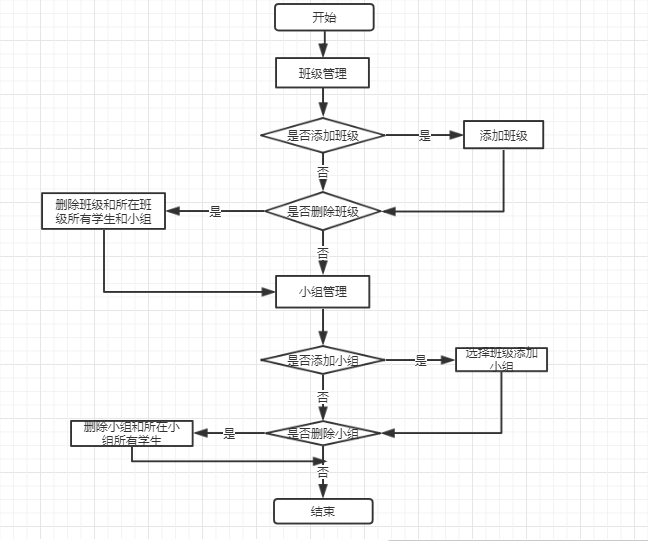 开始
班级管理
是否添加班级
是
添加班级
否
删除班级和所在班
级所有学生和小组
是
是否删除班级
否
小组管理
是否添加小组
是
选择班级添加
小组
否
删除小组和所在小
组所有学生
是
是否删除小组
否
结束